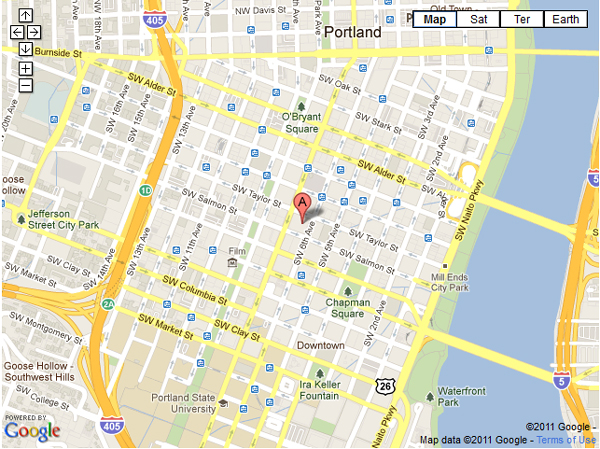 405
NW Davis St
Old Town
Portland
Map
Sat
Ter
Earth
Burnside St
18th Ave
SW Alder St
SW Oak St
SW 16th Ave
SW 15th Ave
SW 13th Ave
O'Bryant
Square
SW Stark St
SW 3rd Ave
20th Ave
SW 2nd Ave
SW Alder St
5
Goose
Hollow
1D
SW Taylor St
SW Salmon St
A
SW Naito Pkwy
Jefferson
Street City Park
SW Taylor St
SW 13th Ave
SW 11th Ave
Film
SW 6th Ave
SW 5th Ave
SW Salmon St
SW Clay St
SW Market St
SW 14th Ave
Mill Ends
City Park
SW Columbia St
2A
Chapman
Square
SW Montgomery St
SW Market St
SW Clay St
SW 2nd Ave
Downtown
Goose Hollow -
Southwest Hills
Ira Keller
Fountain
26
5
Portland State
University
Waterfront
Park
SW College St
Naito Pkwy
405
POWERED BY
Google
©2011 Google -
Map data ©2011 Google - Terms of Use